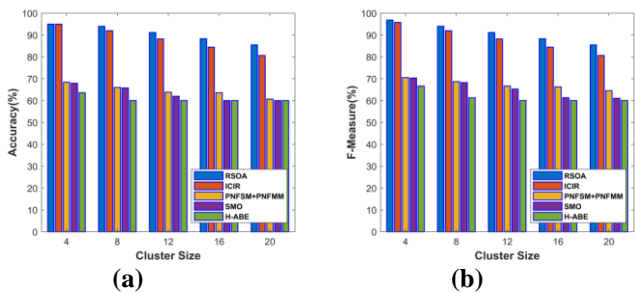 100
90
80
70
60
50
40
30
20
10
0
Accuracy(%)
4 8 12 16 20
Cluster Size
RSOA
ICIR
PNFSM+PNFMM
SMO
H-ABE
(a)
100
90
80
70
60
50
40
30
20
10
0
F-Measure(%)
4 8 12 16 20
Cluster Size
RSOA
ICIR
PNFSM+PNFMM
SMO
H-ABE
(b)